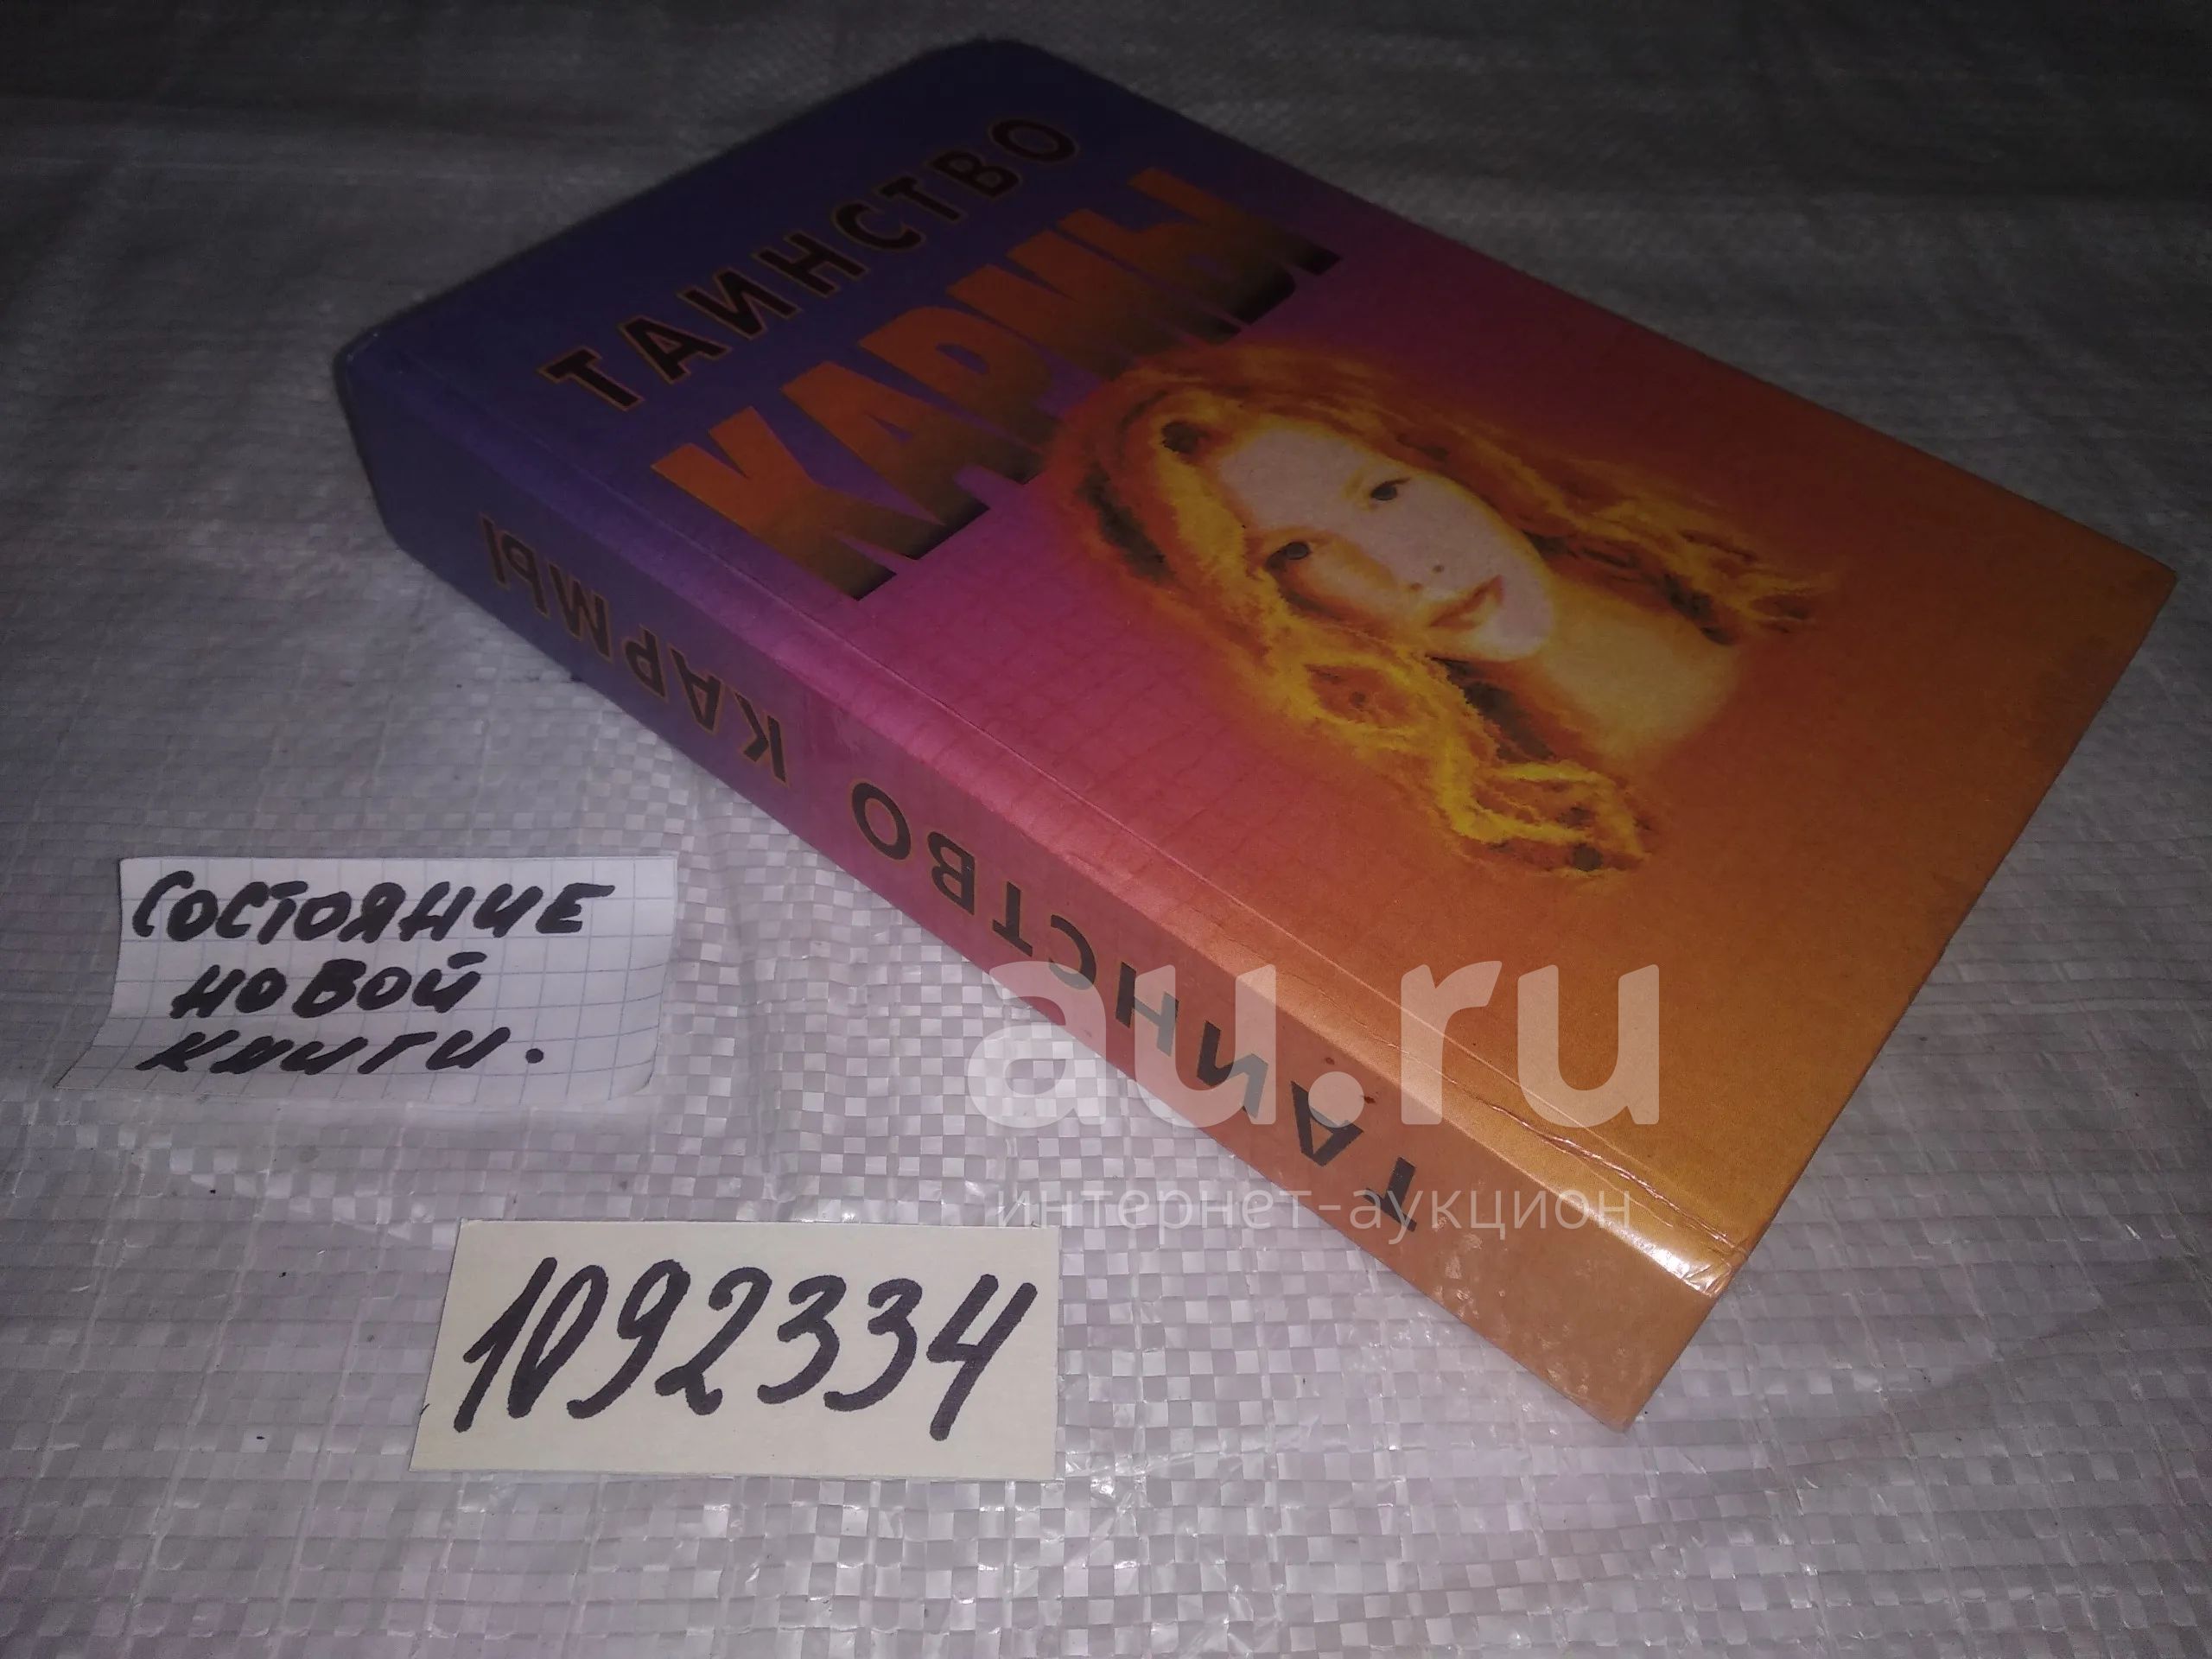 ТАИНСТВО
КАРМЫ
ТАИНСТВО КАРМЫ
СОСТОЯНИЕ
НОВОЙ
КНИГИ.
au.ru
интернет-аукцион
1092334